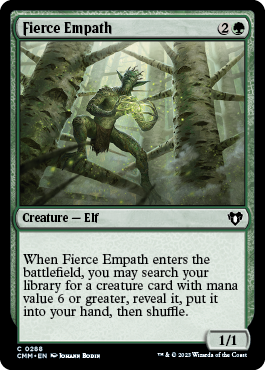 Fierce Empath 2
Creature — Elf
When Fierce Empath enters the
battlefield, you may search your
library for a creature card with mana
value 6 or greater, reveal it, put it
into your hand, then shuffle.
1/1
C 0288
CMM • EN Johann Bodin
™ & © 2023 Wizards of the Coast